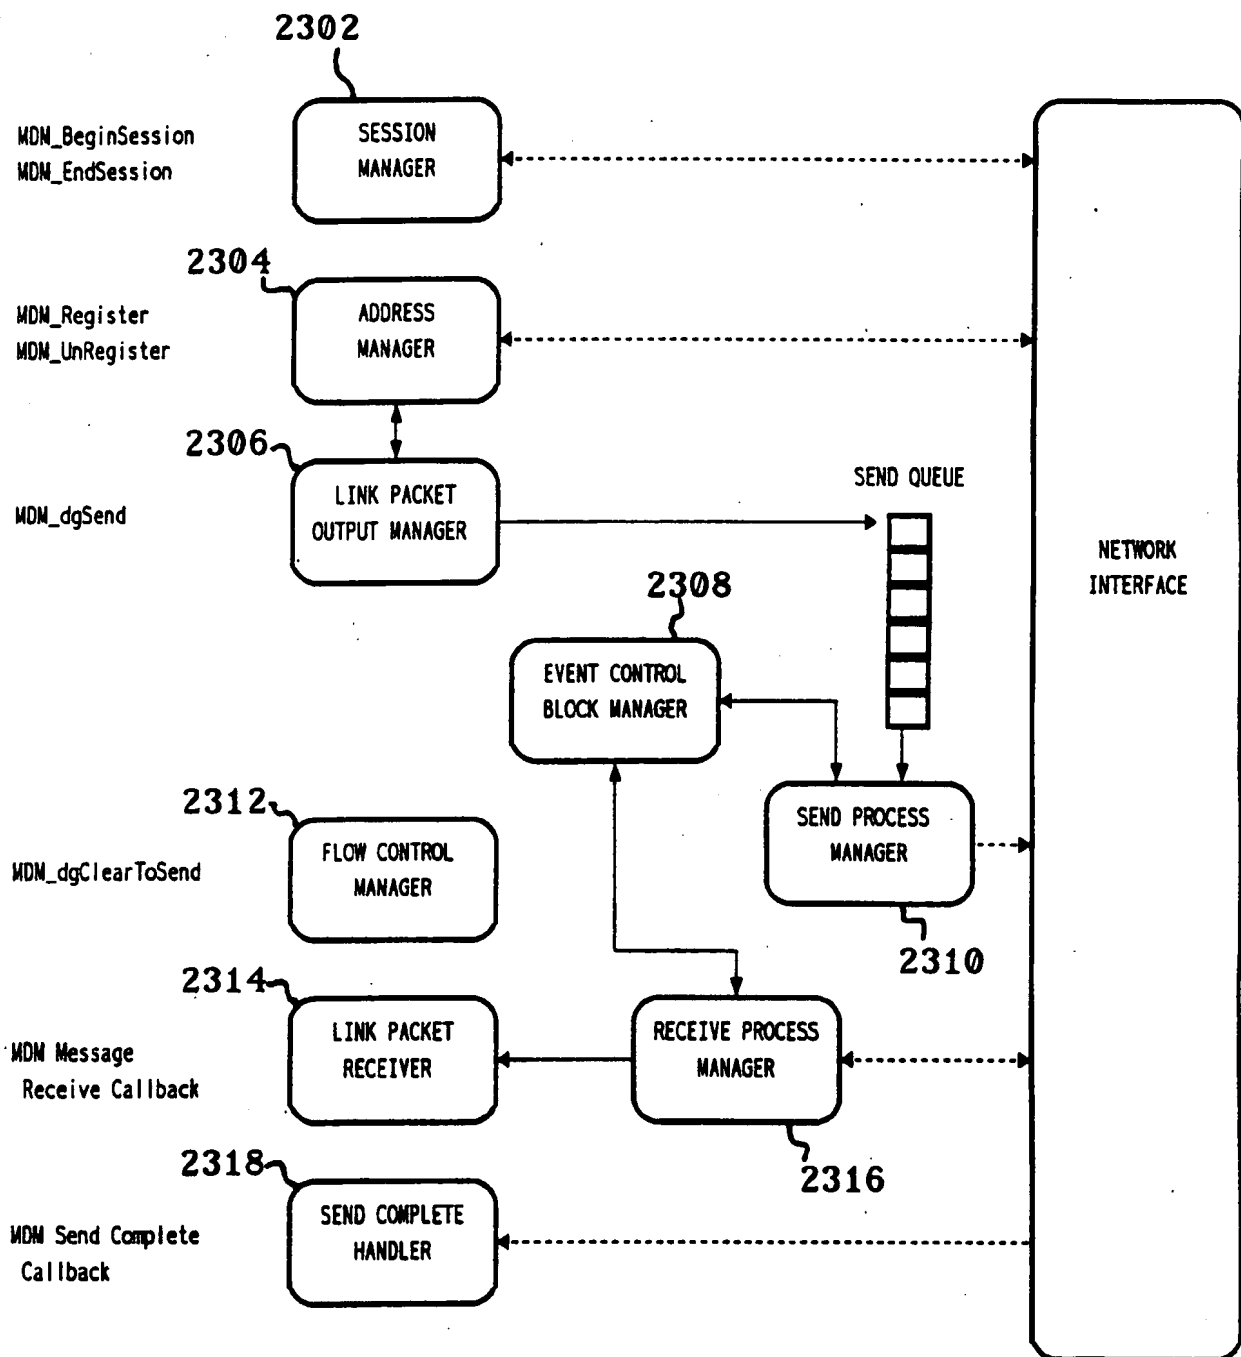 2302
MDM_BeginSession
MDM_EndSession
SESSION
MANAGER
2304
MDM_Register
MDM_UnRegister
ADDRESS
MANAGER
2306
MDM_dgSend
LINK PACKET
OUTPUT MANAGER
SEND QUEUE
NETWORK
INTERFACE
2308
EVENT CONTROL
BLOCK MANAGER
2312
MDM_dgClearToSend
FLOW CONTROL
MANAGER
SEND PROCESS
MANAGER
2310
2314
MDM Message
Receive Callback
LINK PACKET
RECEIVER
RECEIVE PROCESS
MANAGER
2316
2318
MDM Send Complete
Callback
SEND COMPLETE
HANDLER